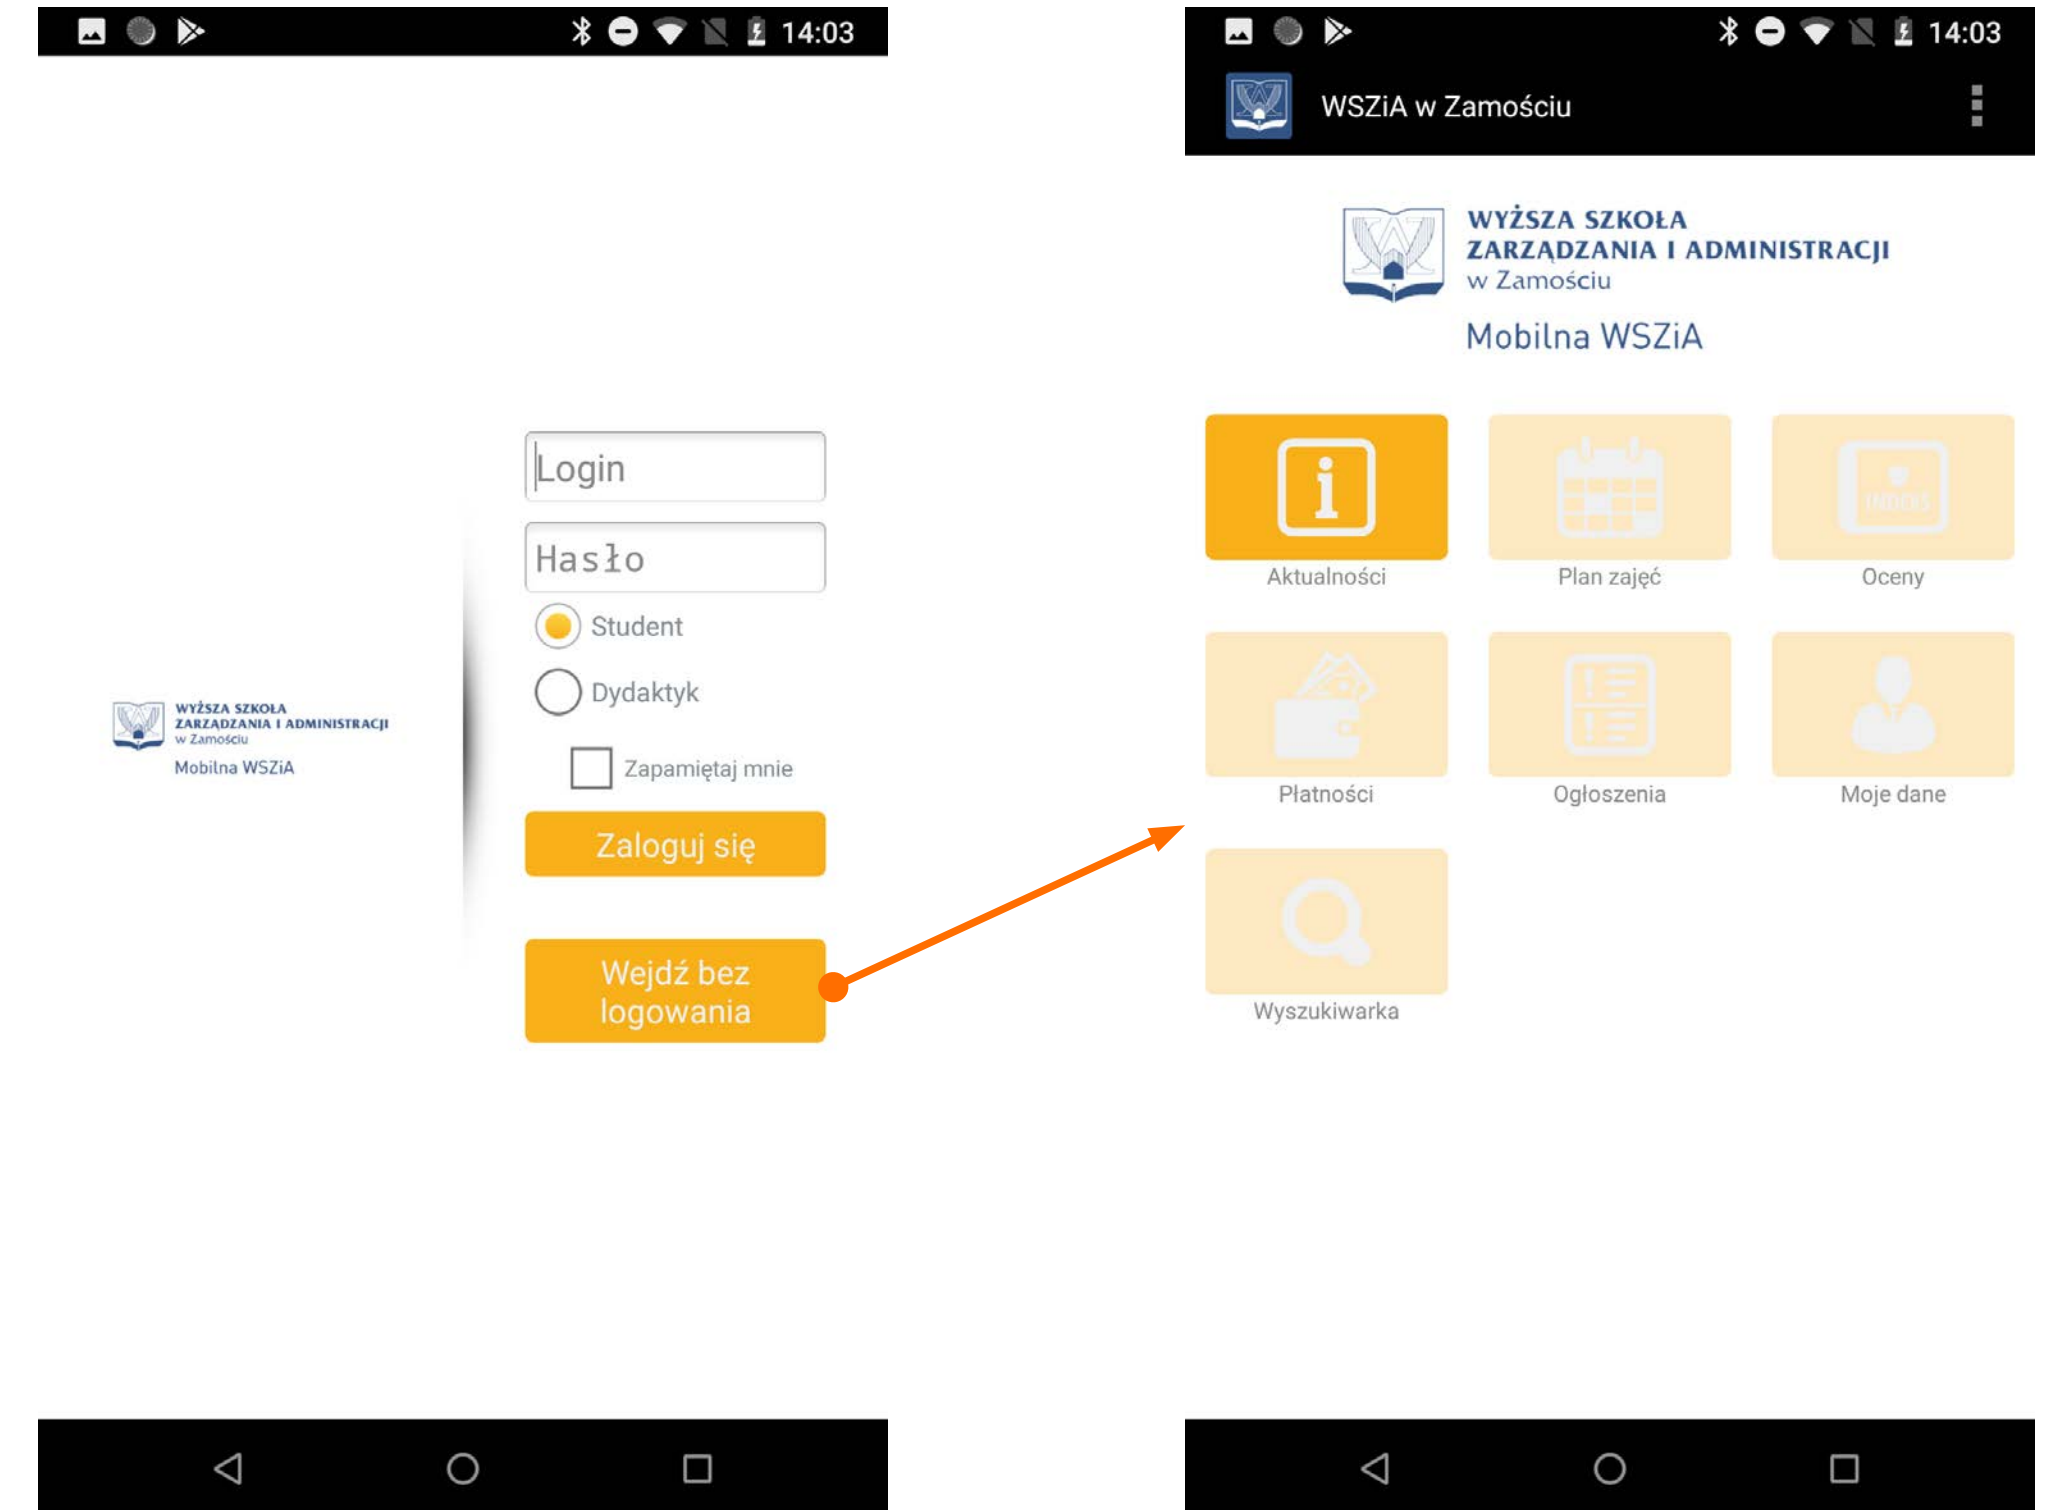 14:03
WYŻSZA SZKOŁA
ZARZĄDZANIA I ADMINISTRACJI
w Zamościu
Mobilna WSZiA
Login
Hasło
Student
Dydaktyk
Zapamiętaj mnie
Zaloguj się
Wejdź bez
logowania
14:03
WSZiA w Zamościu
WYŻSZA SZKOŁA
ZARZĄDZANIA I ADMINISTRACJI
w Zamościu
Mobilna WSZiA
INDEKS
Aktualności
Plan zajęć
Oceny
Płatności
Ogłoszenia
Moje dane
Wyszukiwarka